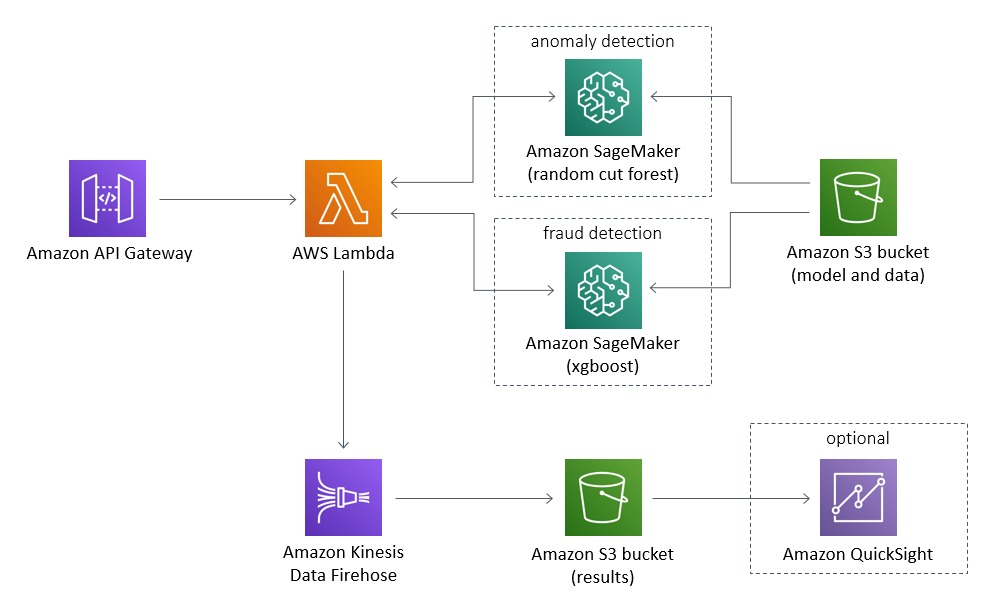 anomaly detection
Amazon SageMaker
(random cut forest)
Amazon API Gateway
AWS Lambda
fraud detection
Amazon SageMaker
(xgboost)
Amazon S3 bucket
(model and data)
Amazon Kinesis
Data Firehose
Amazon S3 bucket
(results)
optional
Amazon QuickSight